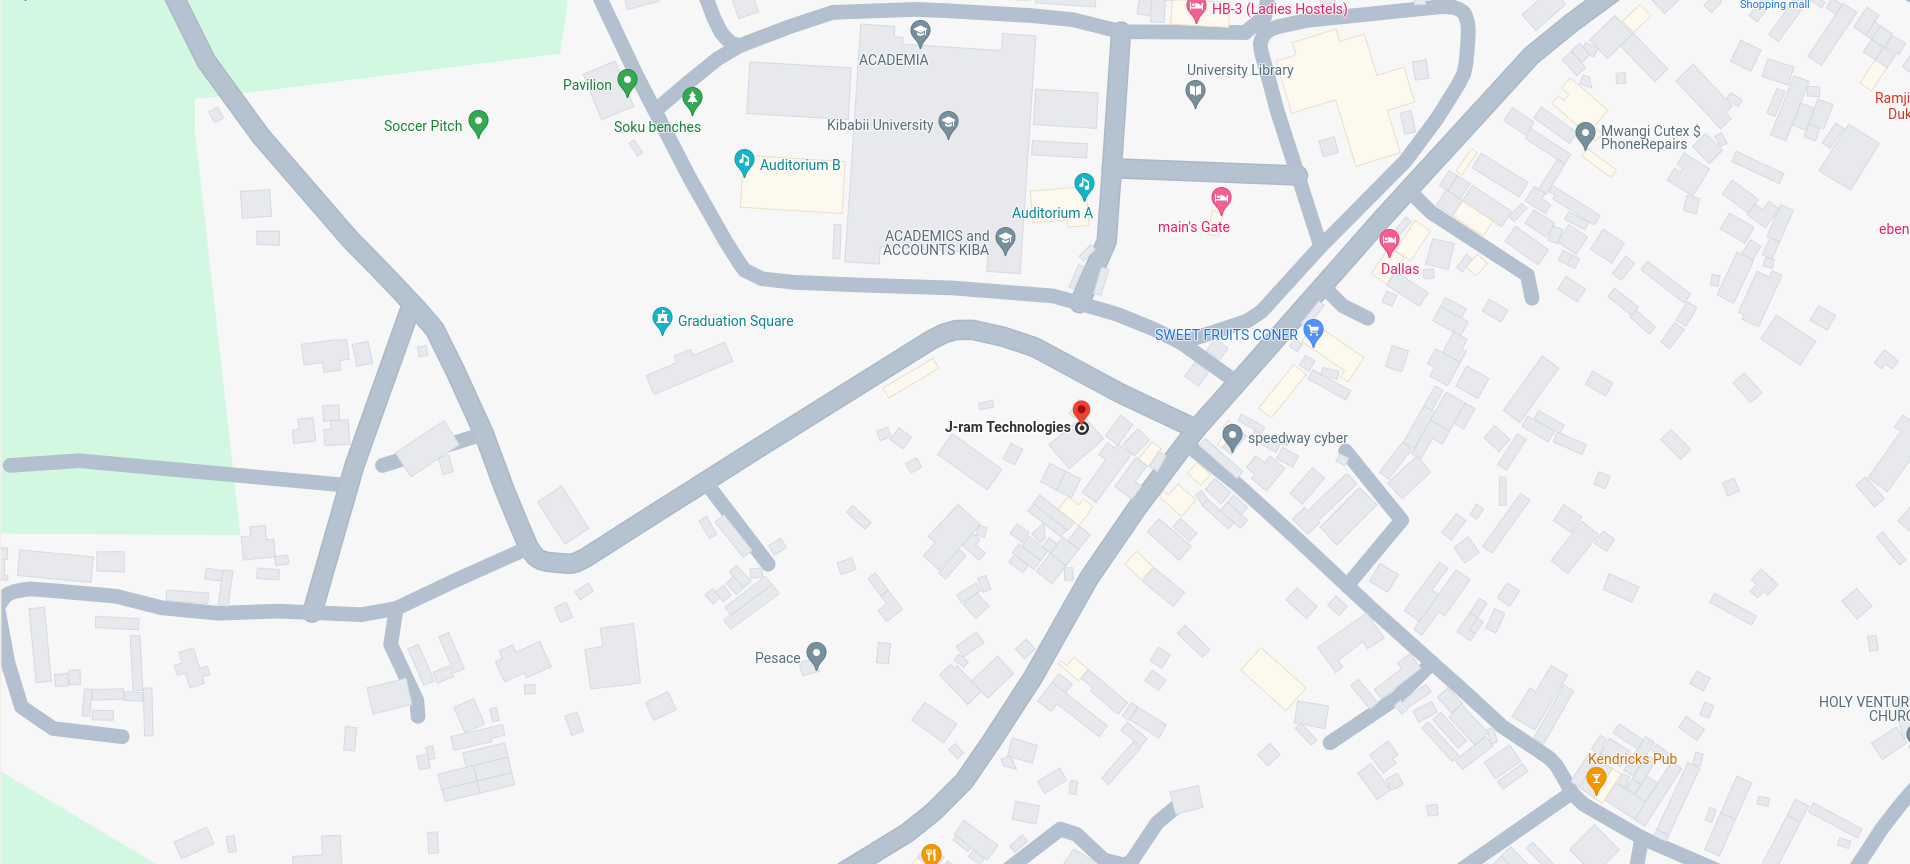 Shopping mall
HB-3 (Ladies Hostels)
ACADEMIA
University Library
Pavilion
Soku benches
Soccer Pitch
Kibabii University
Ramji
Duk
Mwangi Cutex $
PhoneRepairs
Auditorium B
Auditorium A
main's Gate
eben
ACADEMICS and
ACCOUNTS KIBA
Dallas
Graduation Square
SWEET FRUITS CONER
J-ram Technologies
speedway cyber
Pesace
HOLY VENTUR
CHURC
Kendricks Pub